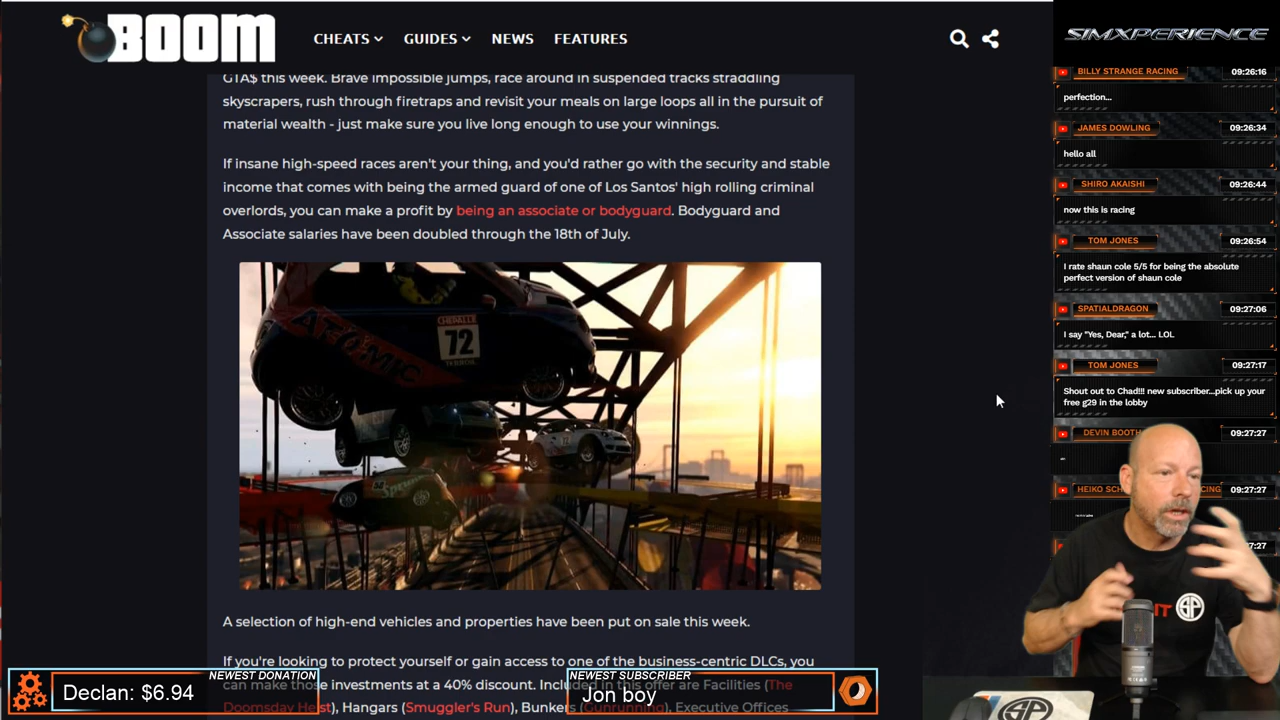 BOOM
CHEATS
GUIDES
NEWS
FEATURES
GTA$ this week. Brave impossible jumps, race around in suspended tracks straddling
skyscrapers, rush through firetraps and revisit your meals on large loops all in the pursuit of
material wealth - just make sure you live long enough to use your winnings.
If insane high-speed races aren't your thing, and you'd rather go with the security and stable
income that comes with being the armed guard of one of Los Santos' high rolling criminal
overlords, you can make a profit by being an associate or bodyguard. Bodyguard and
Associate salaries have been doubled through the 18th of July.
ATOMIC
CHEPALLE
72
TERROIL
A selection of high-end vehicles and properties have been put on sale this week.
If you're looking to protect yourself or gain access to one of the business-centric DLCs, you
can make those investments at a 40% discount. Included in this offer are Facilities (The
Doomsday Heist), Hangars (Smuggler's Run), Bunkers (Gunrunning), Executive Offices
NEWEST DONATION
Declan: $6.94
NEWEST SUBSCRIBER
Jon boy
SIMXPERIENCE
BILLY STRANGE RACING
09:26:16
perfection...
JAMES DOWLING
09:26:34
hello all
SHIRO AKAISHI
09:26:44
now this is racing
TOM JONES
09:26:54
I rate shaun cole 5/5 for being the absolute
perfect version of shaun cole
SPATIALDRAGON
09:27:06
I say "Yes, Dear," a lot... LOL
TOM JONES
09:27:17
Shout out to Chad!!! new subscriber...pick up your
free g29 in the lobby
DEVIN BOOTH
09:27:27
HEIKO
09:27:27
7:27
SP
SP